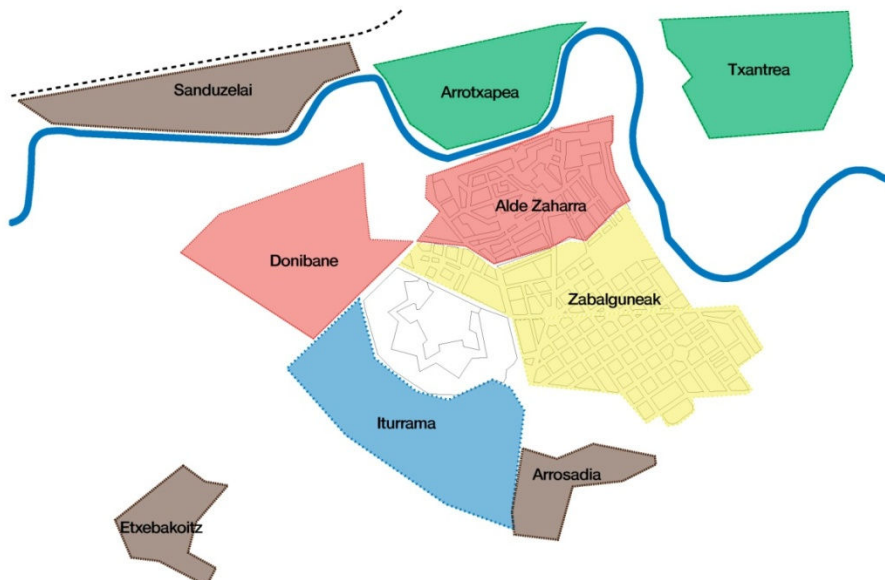 Txantrea
Sanduzelai
Arrotxapea
Alde Zaharra
Donibane
Zabalguneak
Iturrama
Arrosadia
Etxebakoitz